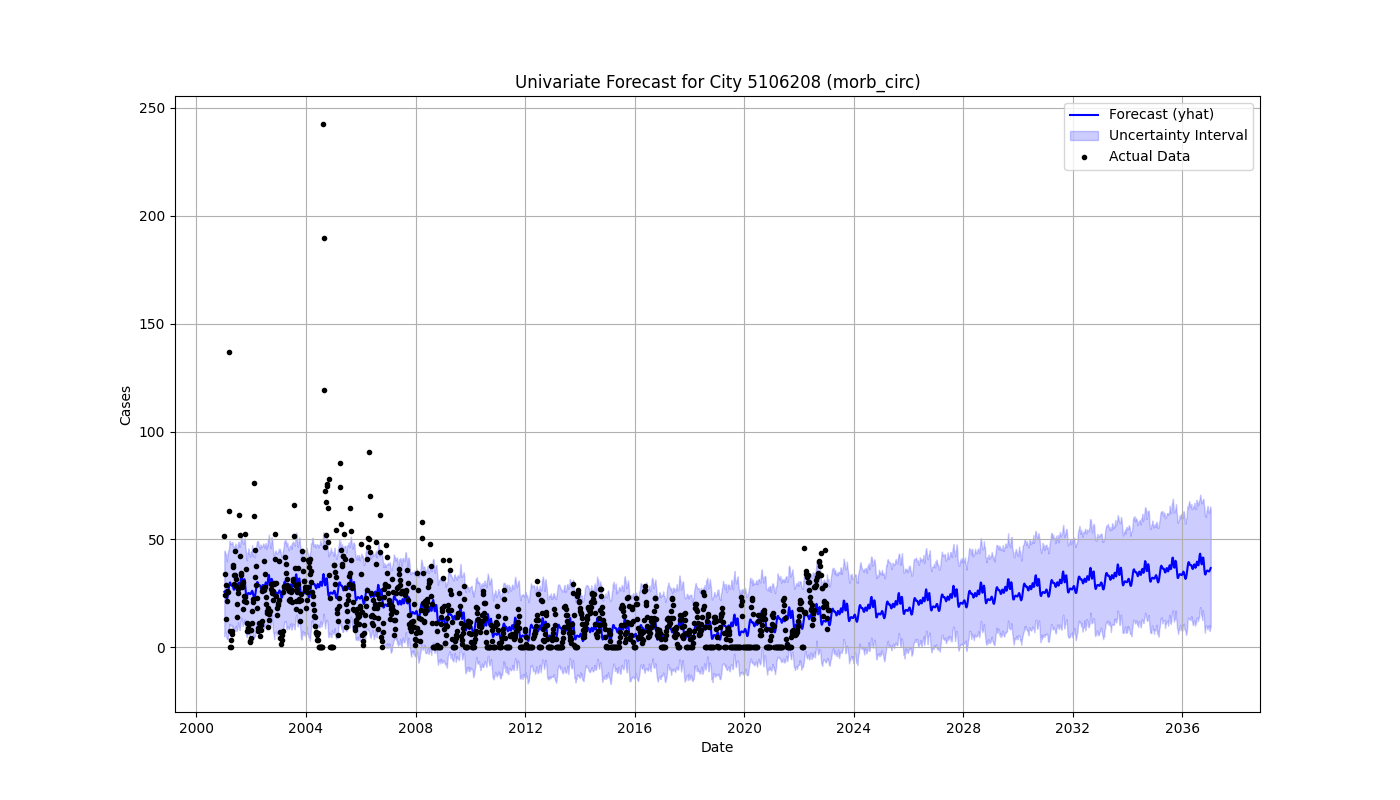 Univariate Forecast for City 5106208 (morb_circ)
Forecast (yhat)
Uncertainty Interval
Actual Data
250
200
150
100
50
0
Cases
2000
2004
2008
2012
2016
2020
2024
2028
2032
2036
Date